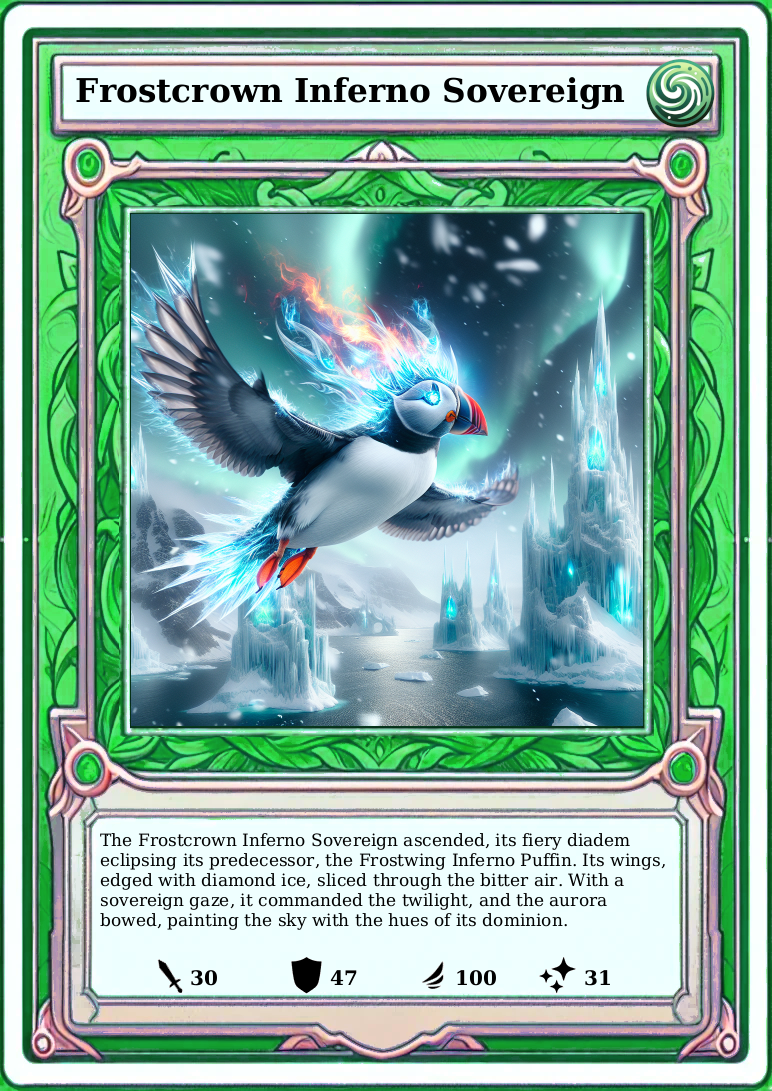 Frostcrown Inferno Sovereign
The Frostcrown Inferno Sovereign ascended, its fiery diadem
eclipsing its predecessor, the Frostwing Inferno Puffin. Its wings,
edged with diamond ice, sliced through the bitter air. With a
sovereign gaze, it commanded the twilight, and the aurora
bowed, painting the sky with the hues of its dominion.
30 47 100 31